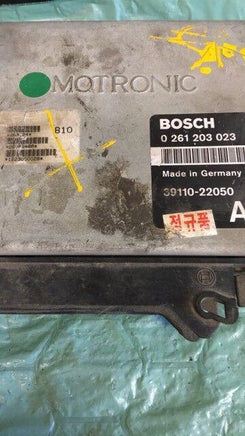 MOTRONIC
B10
BOSCH
0 261 203 023
Made in Germany
39110-22050
정규품
A